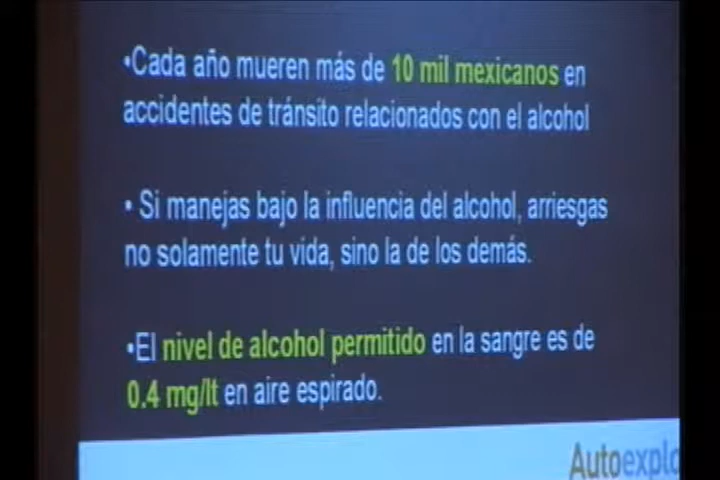 •Cada año mueren más de 10 mil mexicanos en
accidentes de tránsito relacionados con el alcohol
• Si manejas bajo la influencia del alcohol, arriesgas
no solamente tu vida, sino la de los demás.
•El nivel de alcohol permitido en la sangre es de
0.4 mg/lt en aire espirado.
Autoexplo